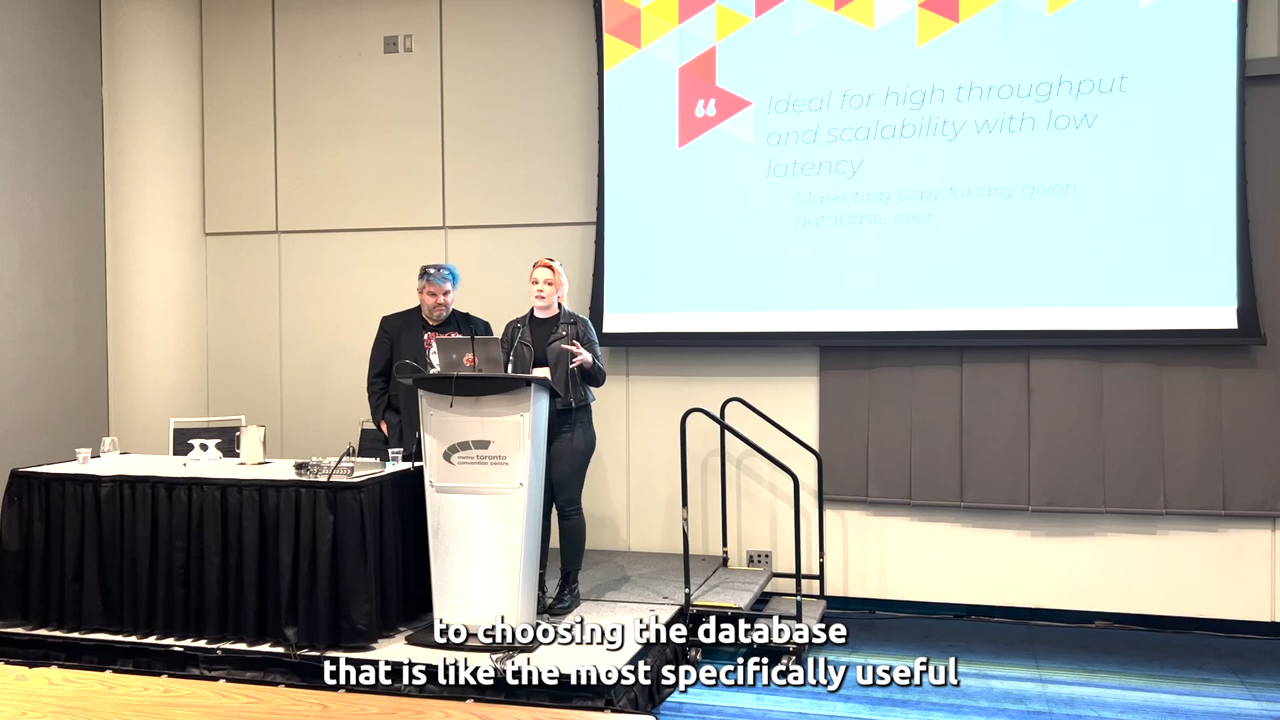 “
Ideal for high throughput
and scalability with low
latency
Marketing copy for any given
database, ever
metro toronto
convention centre
to choosing the database
that is like the most specifically useful